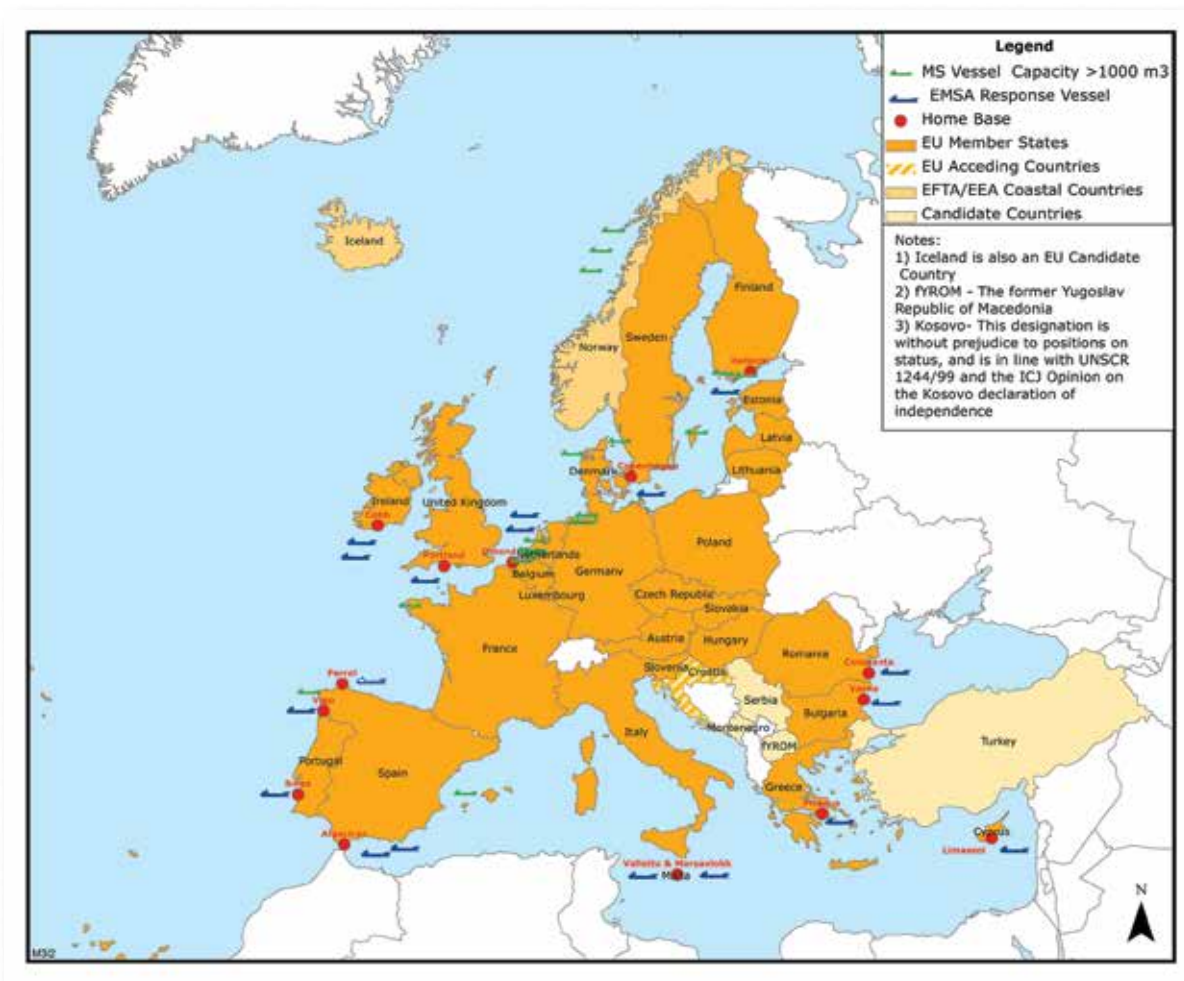 Legend
MS Vessel Capacity >1000 m3
EMSA Response Vessel
Home Base
EU Member States
EU Acceding Countries
EFTA/EEA Coastal Countries
Candidate Countries
Notes:
1) Iceland is also an EU Candidate
Country
2) fYROM - The former Yugoslav
Republic of Macedonia
3) Kosovo- This designation is
without prejudice to positions on
status, and is in line with UNSCR
1244/99 and the ICJ Opinion on
the Kosovo declaration of
independence
Iceland
Finland
Sweden
Norway
Helsinki
Estonia
Latvia
Lithuania
Denmark
Copenhagen
Ireland
United Kingdom
Cobh
Portland
Netherlands
Belgium
Germany
Poland
Luxembourg
Czech Republic
Slovakia
Austria
Hungary
France
Romania
Slovenia
Croatia
Constanta
Varna
Serbia
Bulgaria
Montenegro
fYROM
Italy
Turkey
Ferrol
Vigo
Portugal
Spain
Sines
Algeciras
Greece
Piraeus
Cyprus
Limassol
Valletta & Marsaxlokk
Malta
N